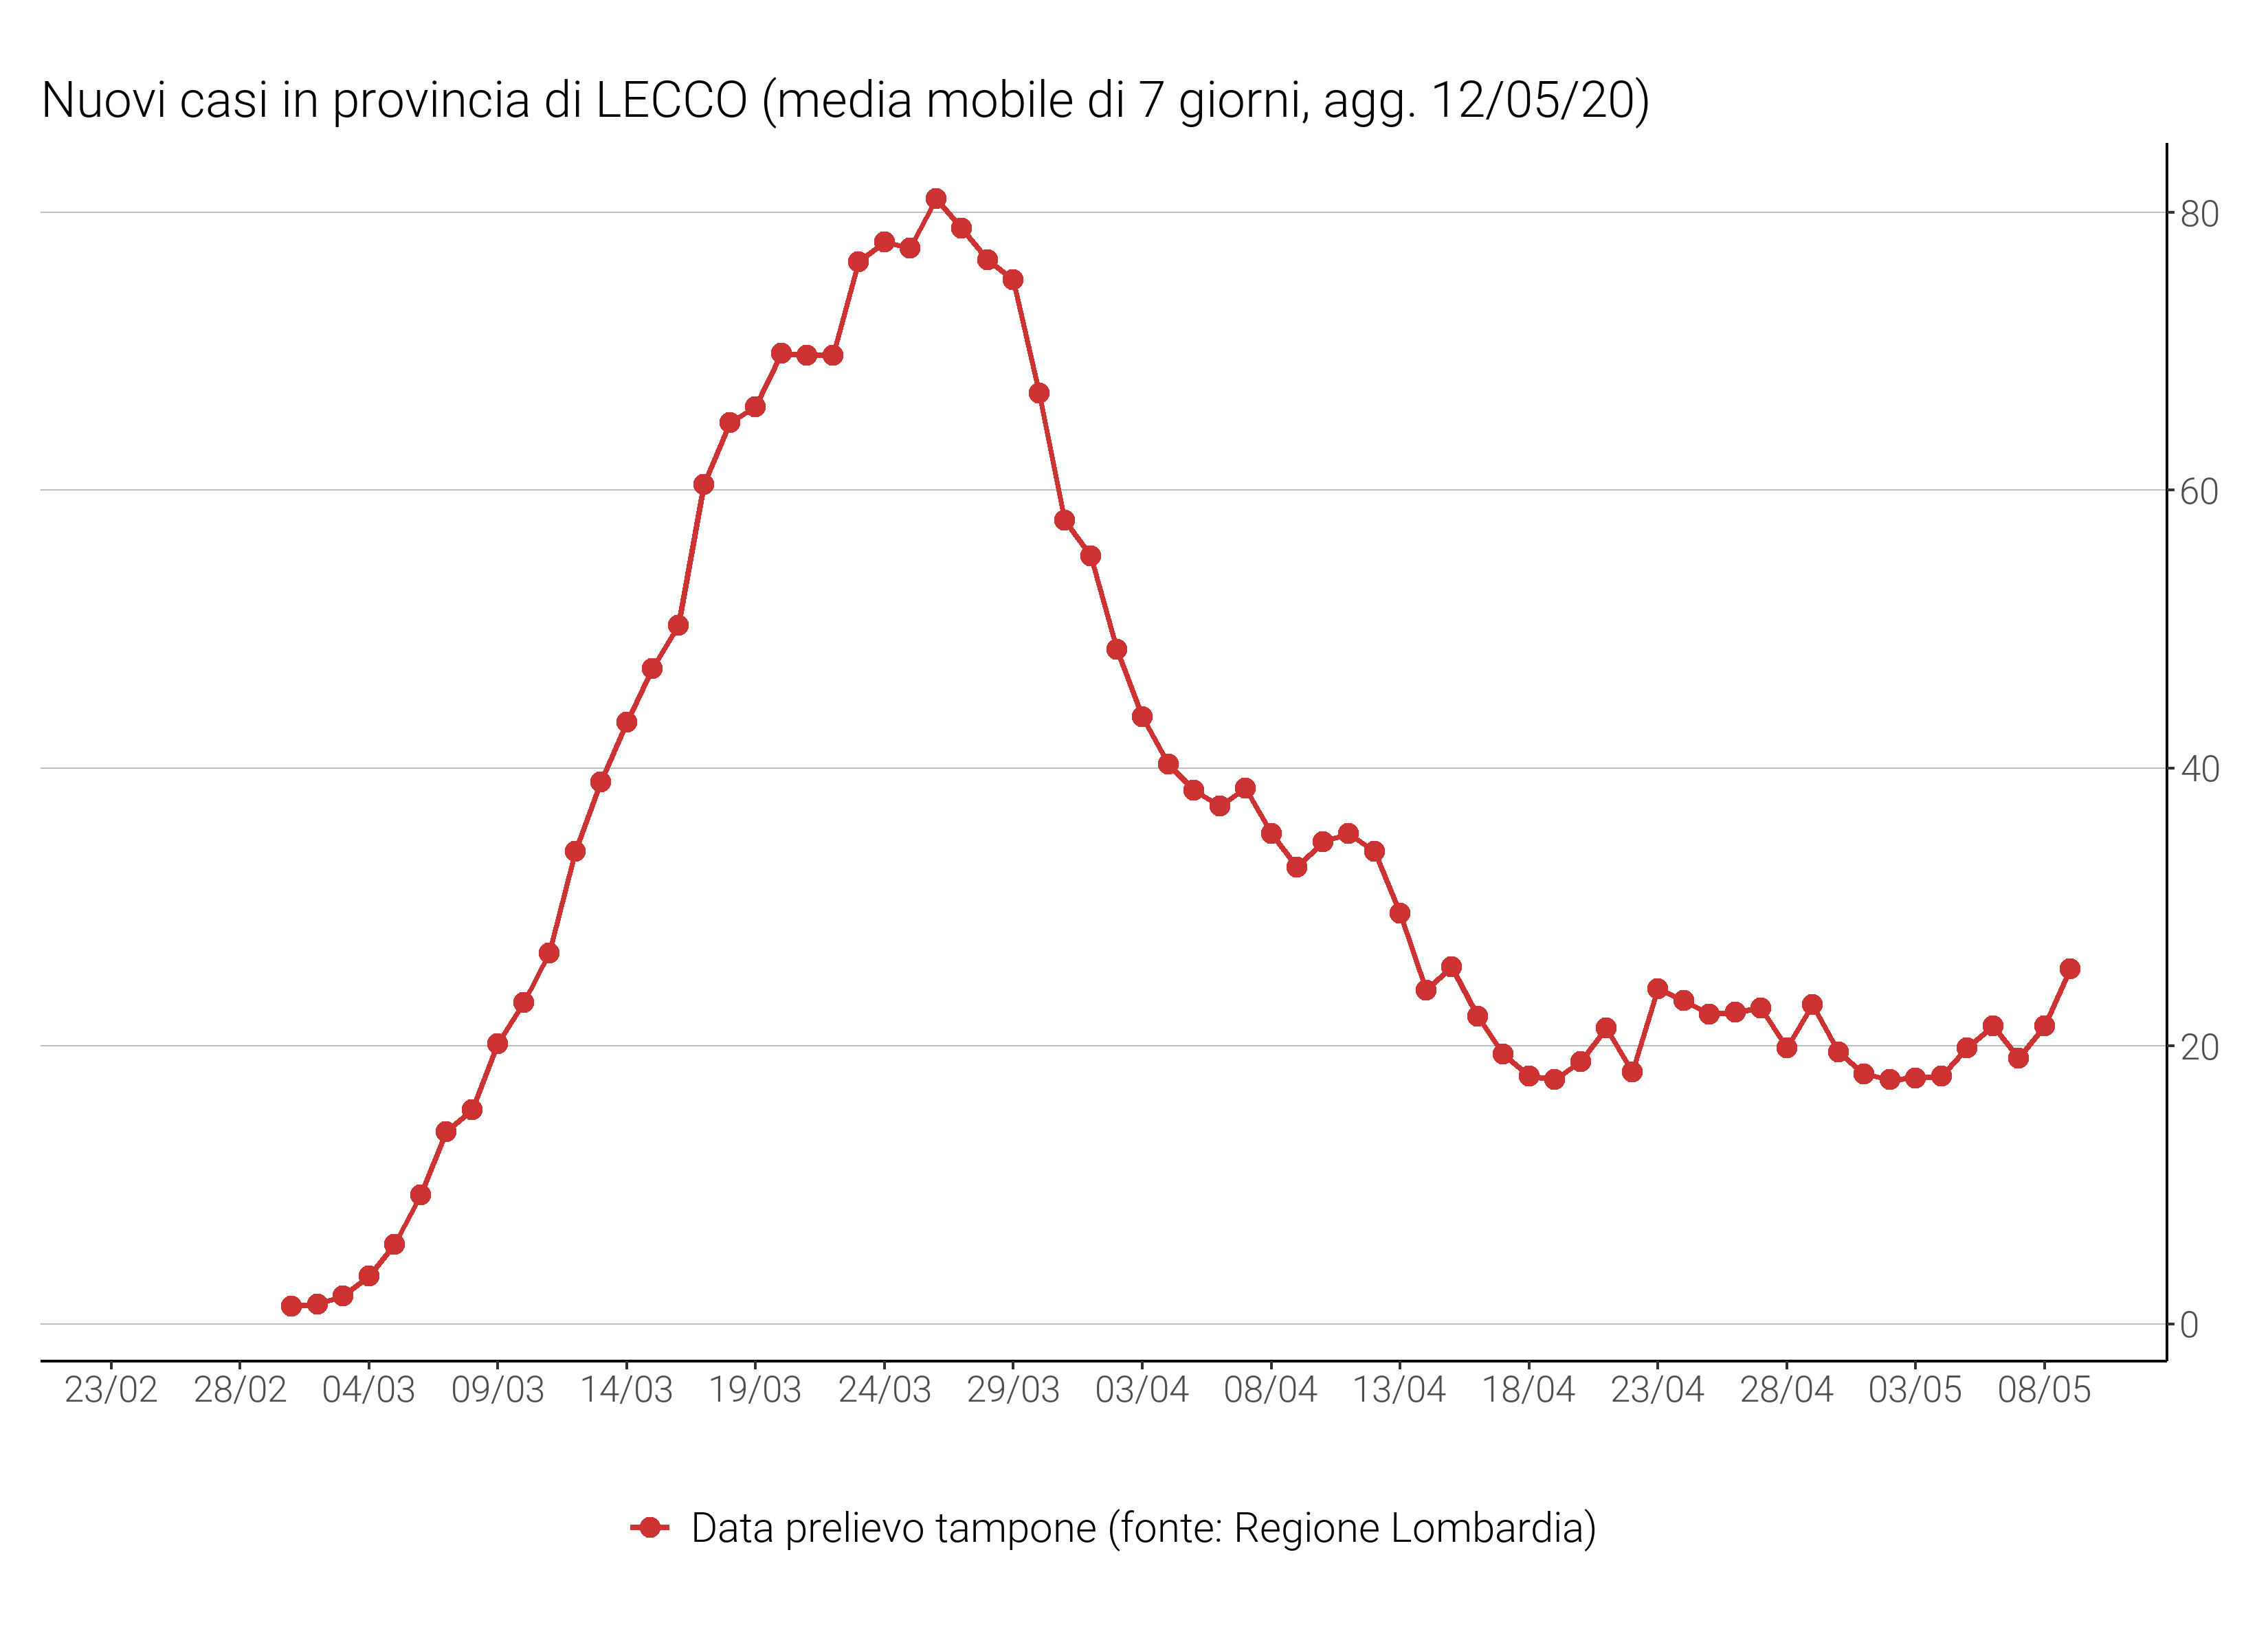 Nuovi casi in provincia di LECCO (media mobile di 7 giorni, agg. 12/05/20)
80
60
40
20
0
23/02 28/02 04/03 09/03 14/03 19/03 24/03 29/03 03/04 08/04 13/04 18/04 23/04 28/04 03/05 08/05
Data prelievo tampone (fonte: Regione Lombardia)